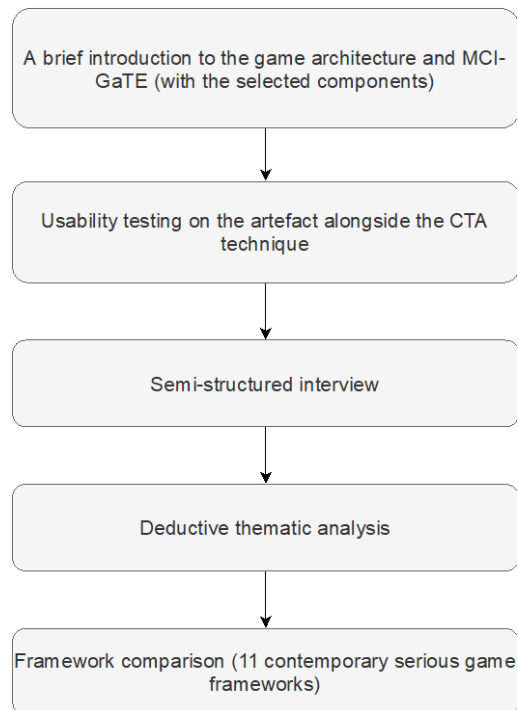 A brief introduction to the game architecture and MCI-
GaTE (with the selected components)
Usability testing on the artefact alongside the CTA
technique
Semi-structured interview
Deductive thematic analysis
Framework comparison (11 contemporary serious game
frameworks)